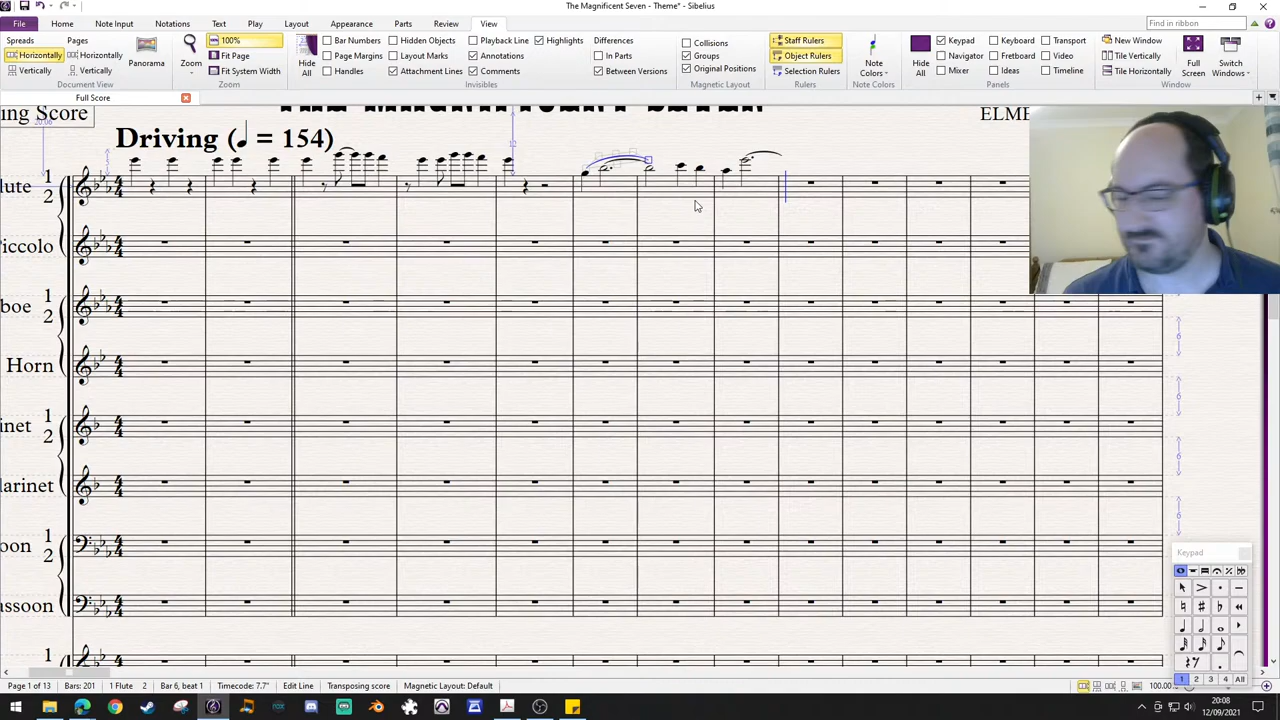 The Magnificent Seven - Theme* - Sibelius
File Home Note Input Notations Text Play Layout Appearance Parts Review View Find in ribbon
Spreads Pages
Horizontally Horizontally
Vertically Vertically
Panorama
Document View
Zoom
100%
Fit Page
Fit System Width
Zoom
Hide All
Bar Numbers Hidden Objects Playback Line Highlights
Page Margins Layout Marks Annotations
Handles Attachment Lines Comments
Invisibles
Differences
In Parts
Between Versions
Collisions
Groups
Original Positions
Magnetic Layout
Staff Rulers
Object Rulers
Selection Rulers
Rulers
Note Colors
Note Colors
Hide All
Keypad Keyboard Transport
Navigator Fretboard Video
Mixer Ideas Timeline
Panels
New Window
Tile Vertically
Tile Horizontally
Full Screen
Switch Windows
Window
Full Score
ing Score
ELME
Driving (♩ = 154)
lute 1 2
Piccolo
boe 1 2
Horn
inet 1 2
larinet
oon 1 2
assoon
1
Keypad
1 2 3 4 All
Page 1 of 13 Bars: 201 1 Flute 2 Bar 6, beat 1 Timecode: 7.7" Edit Line Transposing score Magnetic Layout: Default 100.00
20:08
12/09/2021